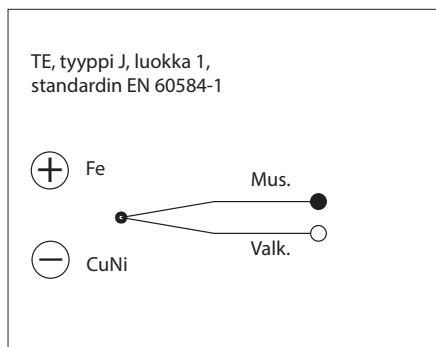 TE, tyyppi J, luokka 1,
standardin EN 60584-1
Fe
Mus.
Valk.
CuNi